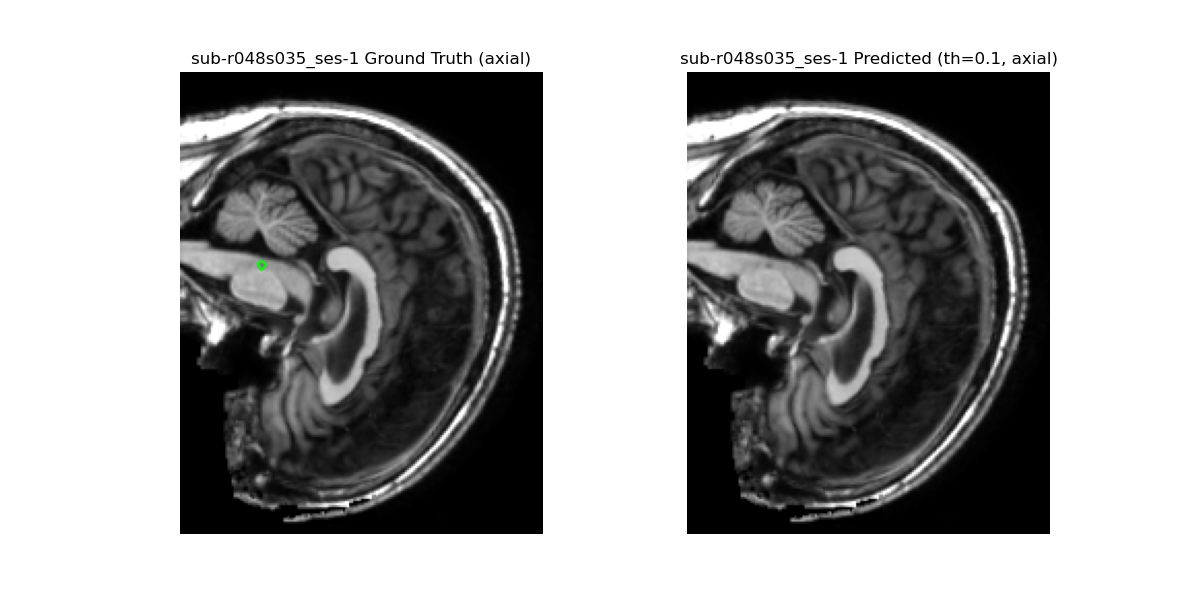 sub-r048s035_ses-1 Ground Truth (axial)
sub-r048s035_ses-1 Predicted (th=0.1, axial)